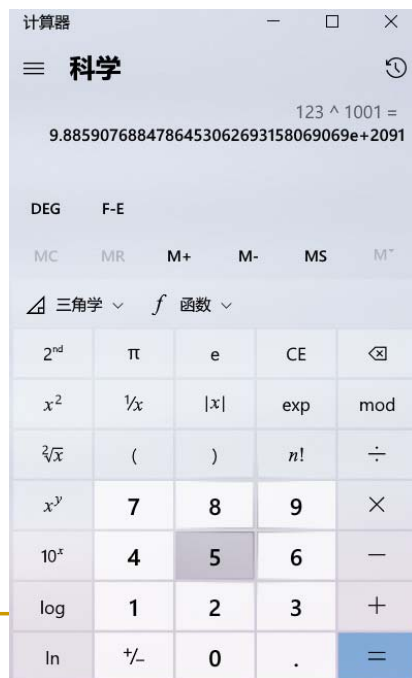 计算器
科学
123 ^ 1001 =
9.8859076884786453062693158069069e+2091
DEG F-E
MC MR M+ M- MS M˅
三角学 f 函数
2ⁿᵈ π e CE
x² ¹/x |x| exp mod
²√x ( ) n! ÷
xʸ 7 8 9 ×
10ˣ 4 5 6 −
log 1 2 3 +
ln +/− 0 . =